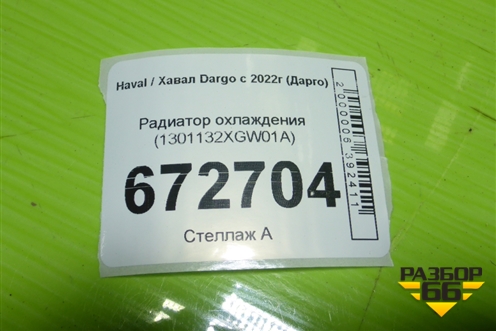 Haval / Хавал Dargo с 2022г (Дарго)
Радиатор охлаждения
(1301132XGW01A)
672704
Стеллаж А
2000006392411
РАЗБОР
66